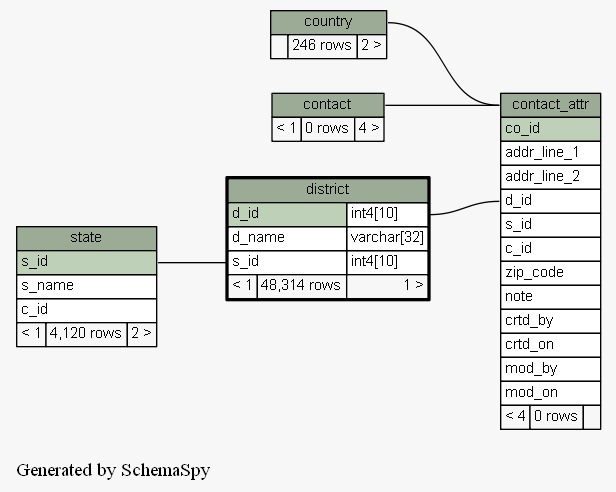 country
246 rows 2 >
contact
< 1 0 rows 4 >
contact_attr
co_id
addr_line_1
addr_line_2
d_id
s_id
c_id
zip_code
note
crtd_by
crtd_on
mod_by
mod_on
< 4 0 rows
district
d_id int4[10]
d_name varchar[32]
s_id int4[10]
< 1 48,314 rows 1 >
state
s_id
s_name
c_id
< 1 4,120 rows 2 >
Generated by SchemaSpy